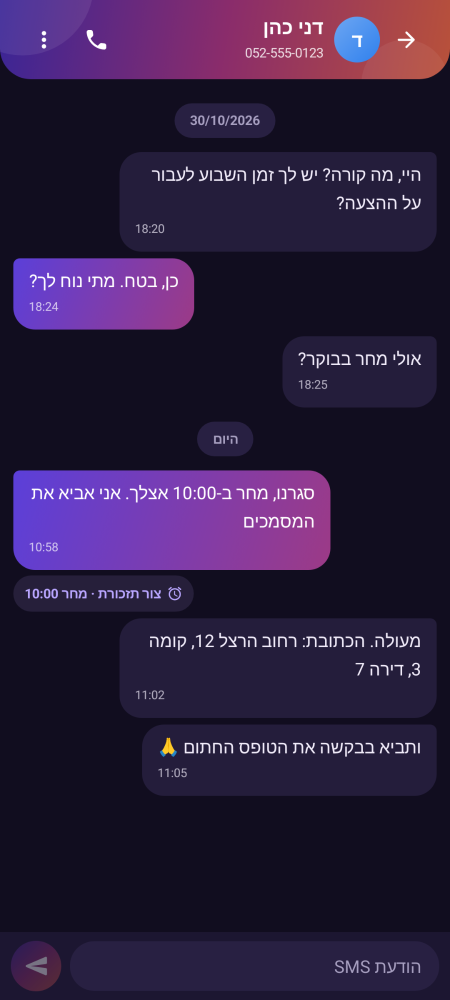 דני כהן
052-555-0123
ד
30/10/2026
היי, מה קורה? יש לך זמן השבוע לעבור
על ההצעה?
18:20
כן, בטח. מתי נוח לך?
18:24
אולי מחר בבוקר?
18:25
היום
סגרנו, מחר ב-10:00 אצלך. אני אביא את
המסמכים
10:58
צור תזכורת · מחר 10:00
מעולה. הכתובת: רחוב הרצל 12, קומה
3, דירה 7
11:02
ותביא בבקשה את הטופס החתום 🙏
11:05
הודעת SMS